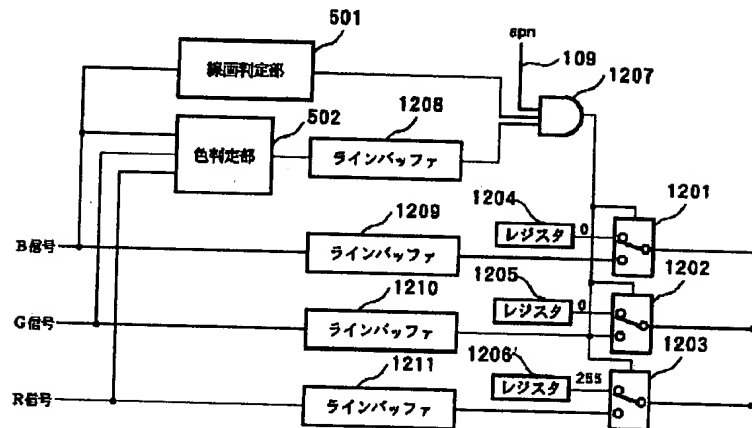 501
線画判定部
apn
109
1207
502
1208
色判定部
ラインバッファ
1204
1201
1209
レジスタ
0
B信号
ラインバッファ
1205
1202
1210
レジスタ
0
G信号
ラインバッファ
1206
1203
1211
レジスタ
255
R信号
ラインバッファ